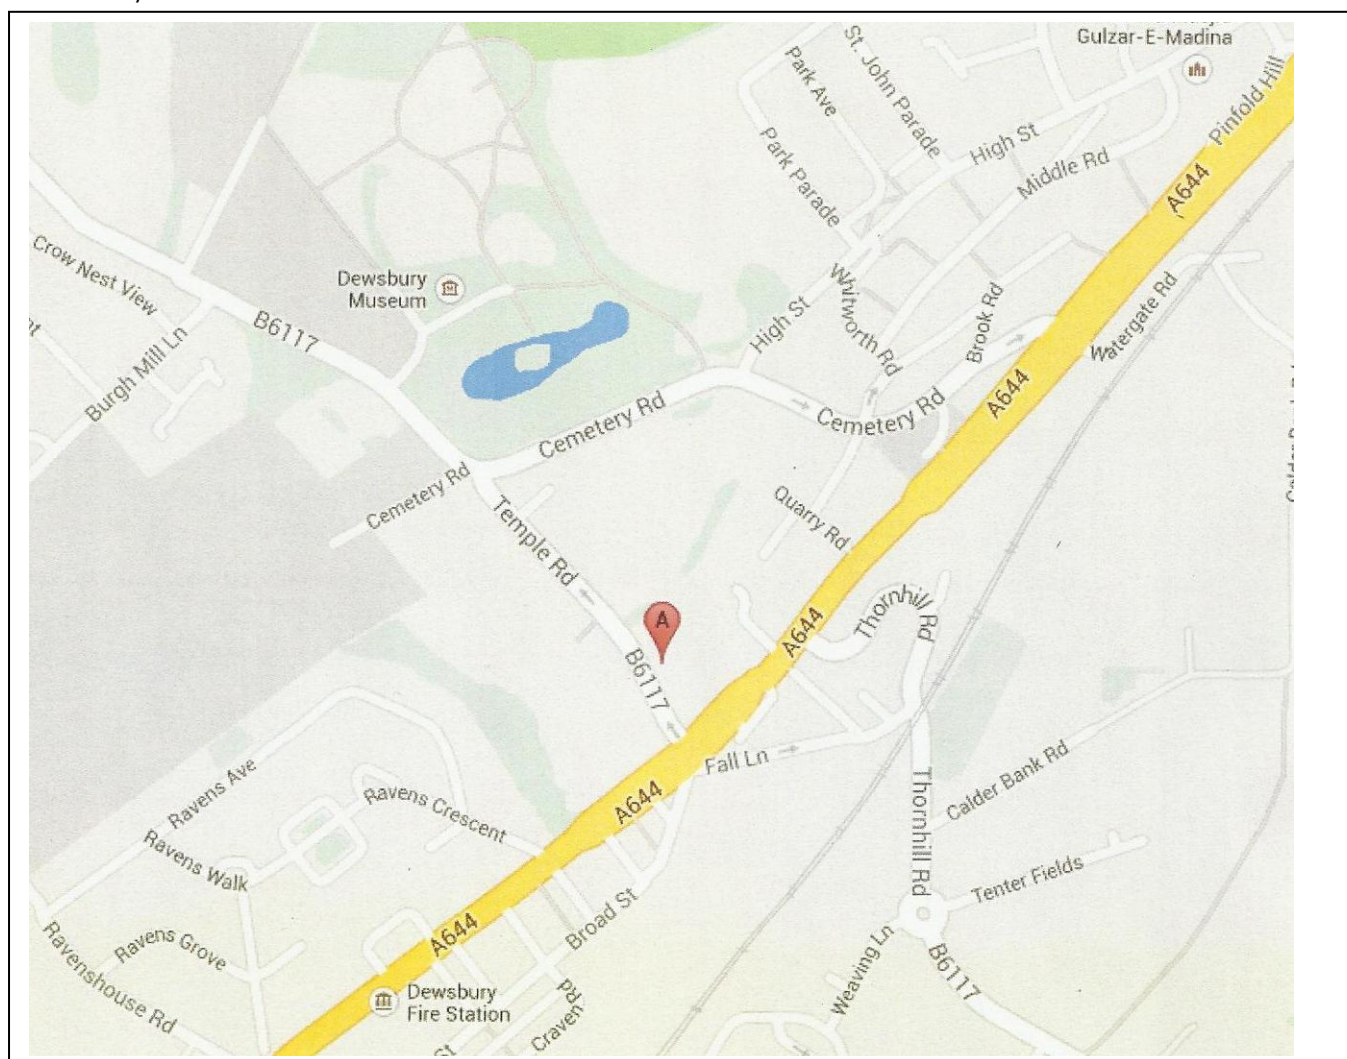 Gulzar-E-Madina
Pinfold Hill
St. John Parade
Park Ave
Park Parade
High St
Middle Rd
A644
Crow Nest View
Dewsbury
Museum
B6117
Burgh Mill Ln
High St
Whitworth Rd
Brook Rd
Watergate Rd
A644
Cemetery Rd
Cemetery Rd
Cemetery Rd
Quarry Rd
Temple Rd
A
A644
Thornhill Rd
B6117
Fall Ln
A644
Ravens Ave
Ravens Crescent
Ravens Walk
Calder Bank Rd
Thornhill Rd
Tenter Fields
Broad St
A644
Ravens Grove
Ravenshouse Rd
Weaving Ln
B6117
Dewsbury
Fire Station
Craven Rd
St